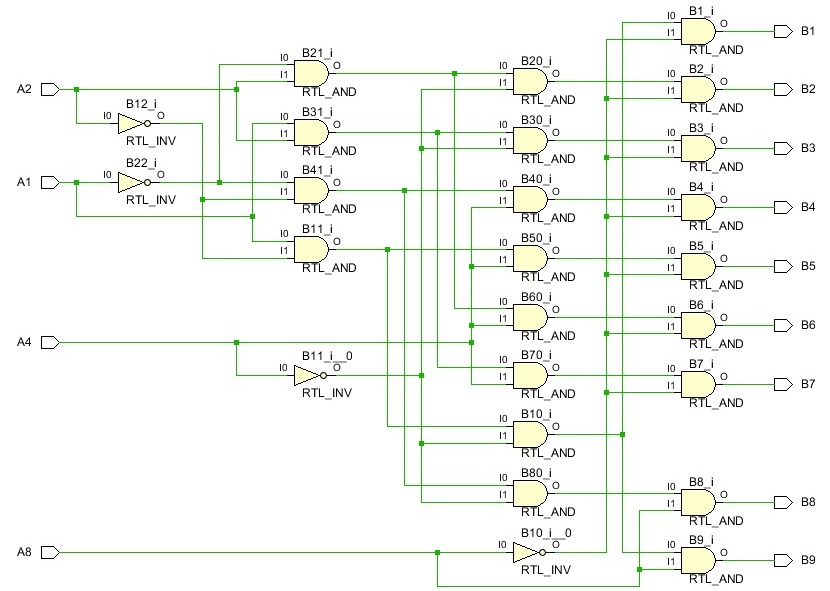 B1_i
I0 O B1
I1
RTL_AND
B21_i
I0 O
I1
RTL_AND
B20_i
I0 O
I1
RTL_AND
B2_i
I0 O B2
I1
RTL_AND
A2
B12_i
I0 O
RTL_INV
B31_i
I0 O
I1
RTL_AND
B30_i
I0 O
I1
RTL_AND
B3_i
I0 O B3
I1
RTL_AND
A1
B22_i
I0 O
RTL_INV
B41_i
I0 O
I1
RTL_AND
B40_i
I0 O
I1
RTL_AND
B4_i
I0 O B4
I1
RTL_AND
B11_i
I0 O
I1
RTL_AND
B50_i
I0 O
I1
RTL_AND
B5_i
I0 O B5
I1
RTL_AND
B60_i
I0 O
I1
RTL_AND
B6_i
I0 O B6
I1
RTL_AND
A4
B11_i__0
I0 O
RTL_INV
B70_i
I0 O
I1
RTL_AND
B7_i
I0 O B7
I1
RTL_AND
B10_i
I0 O
I1
RTL_AND
B80_i
I0 O
I1
RTL_AND
B8_i
I0 O B8
I1
RTL_AND
A8
B10_i__0
I0 O
RTL_INV
B9_i
I0 O B9
I1
RTL_AND